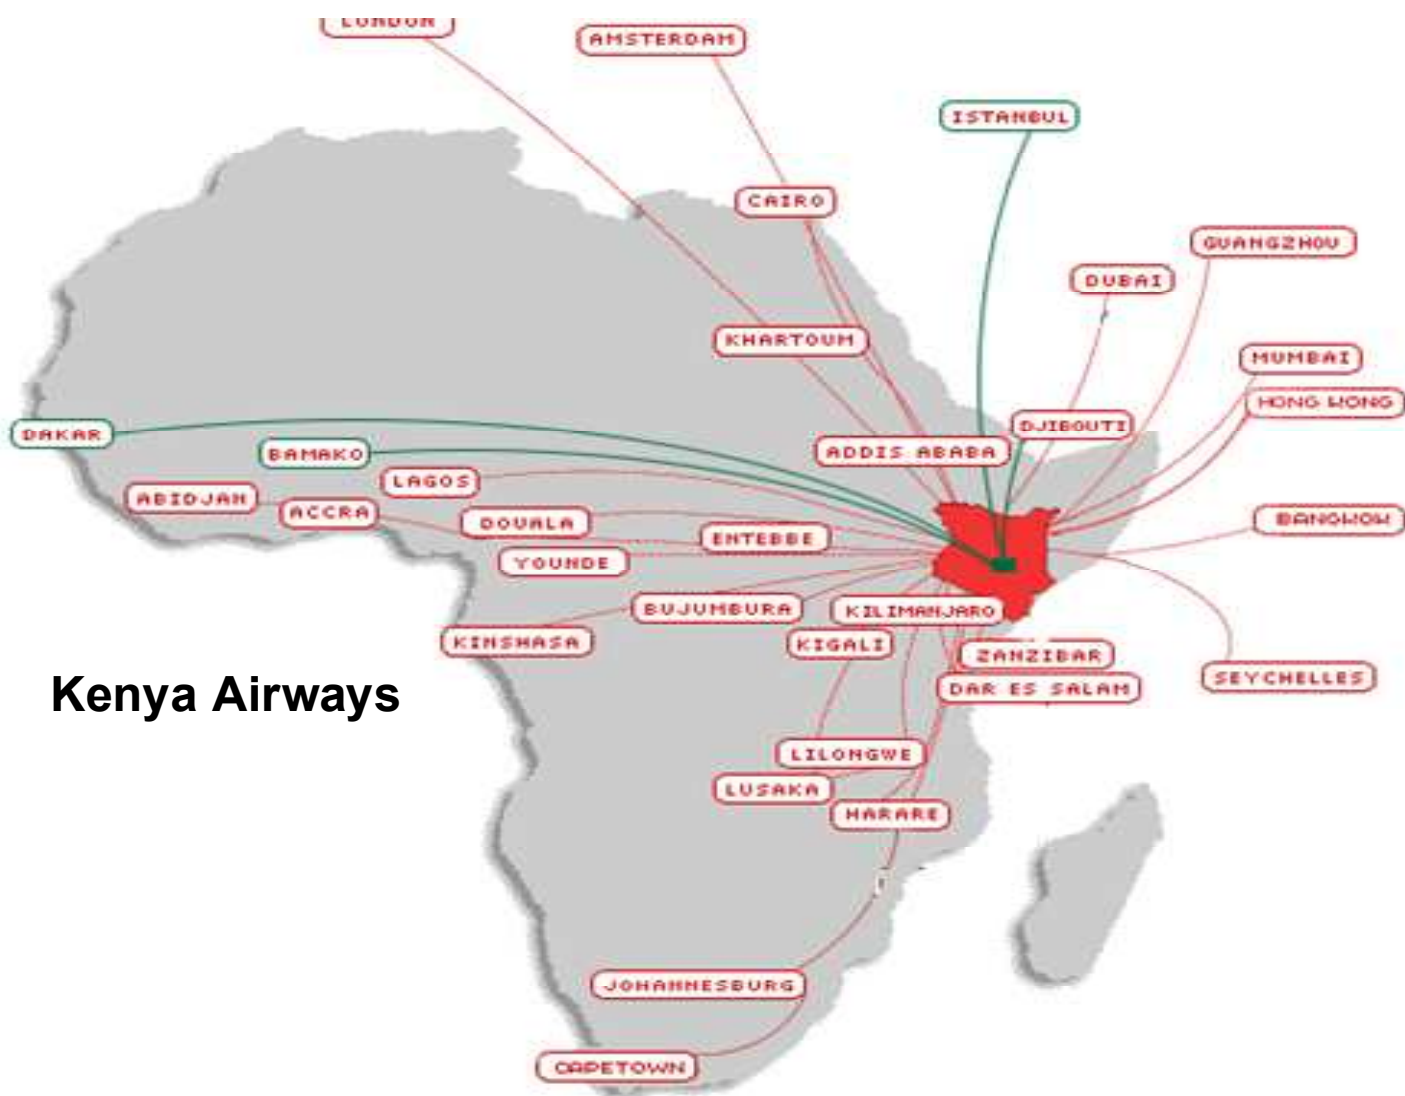 LONDON
AMSTERDAM
ISTANBUL
CAIRO
GUANGZHOU
DUBAI
KHARTOUM
MUMBAI
HONG KONG
DJIBOUTI
DAKAR
BAMAKO
ADDIS ABABA
LAGOS
ABIDJAN
ACCRA
DOUALA
BANGKOK
ENTEBBE
YOUNDE
BUJUMBURA
KILIMANJARO
KINSHASA
KIGALI
ZANZIBAR
SEYCHELLES
DAR ES SALAM
Kenya Airways
LILONGWE
LUSAKA
HARARE
JOHANNESBURG
CAPETOWN